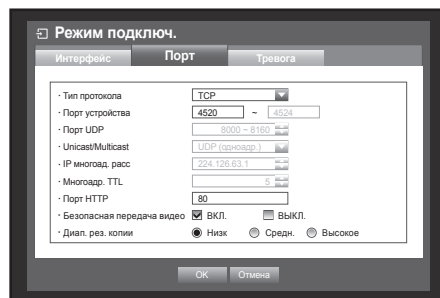 Режим подключ.
Интерфейс Порт Тревога
· Тип протокола TCP
· Порт устройства 4520 ~ 4524
· Порт UDP 8000 ~ 8160
· Unicast/Multicast UDP (одноадр.)
· IP многоад. расс 224.126.63.1
· Многоадр. TTL 5
· Порт HTTP 80
· Безопасная передача видео ВКЛ. ВЫКЛ.
· Диап. рез. копии Низк Средн. Высокое
OK Отмена